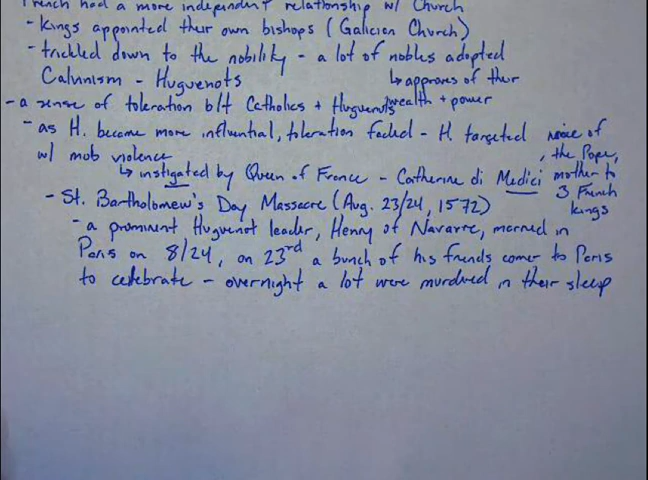 French had a more independent relationship w/ Church
- Kings appointed their own bishops (Galician Church)
- trickled down to the nobility - a lot of nobles adopted
Calvinism - Huguenots ↳ approves of their
wealth + power
- a sense of toleration b/t Catholics + Huguenots
- as H. became more influential, toleration faded - H. targeted
w/ mob violence
↳ instigated by Queen of France - Catherine di Medici
niece of
the Pope,
mother to
3 French
kings
- St. Bartholomew's Day Massacre (Aug. 23/24, 1572)
- a prominent Huguenot leader, Henry of Navarre, married in
Paris on 8/24, on 23rd a bunch of his friends come to Paris
to celebrate - overnight a lot were murdered in their sleep